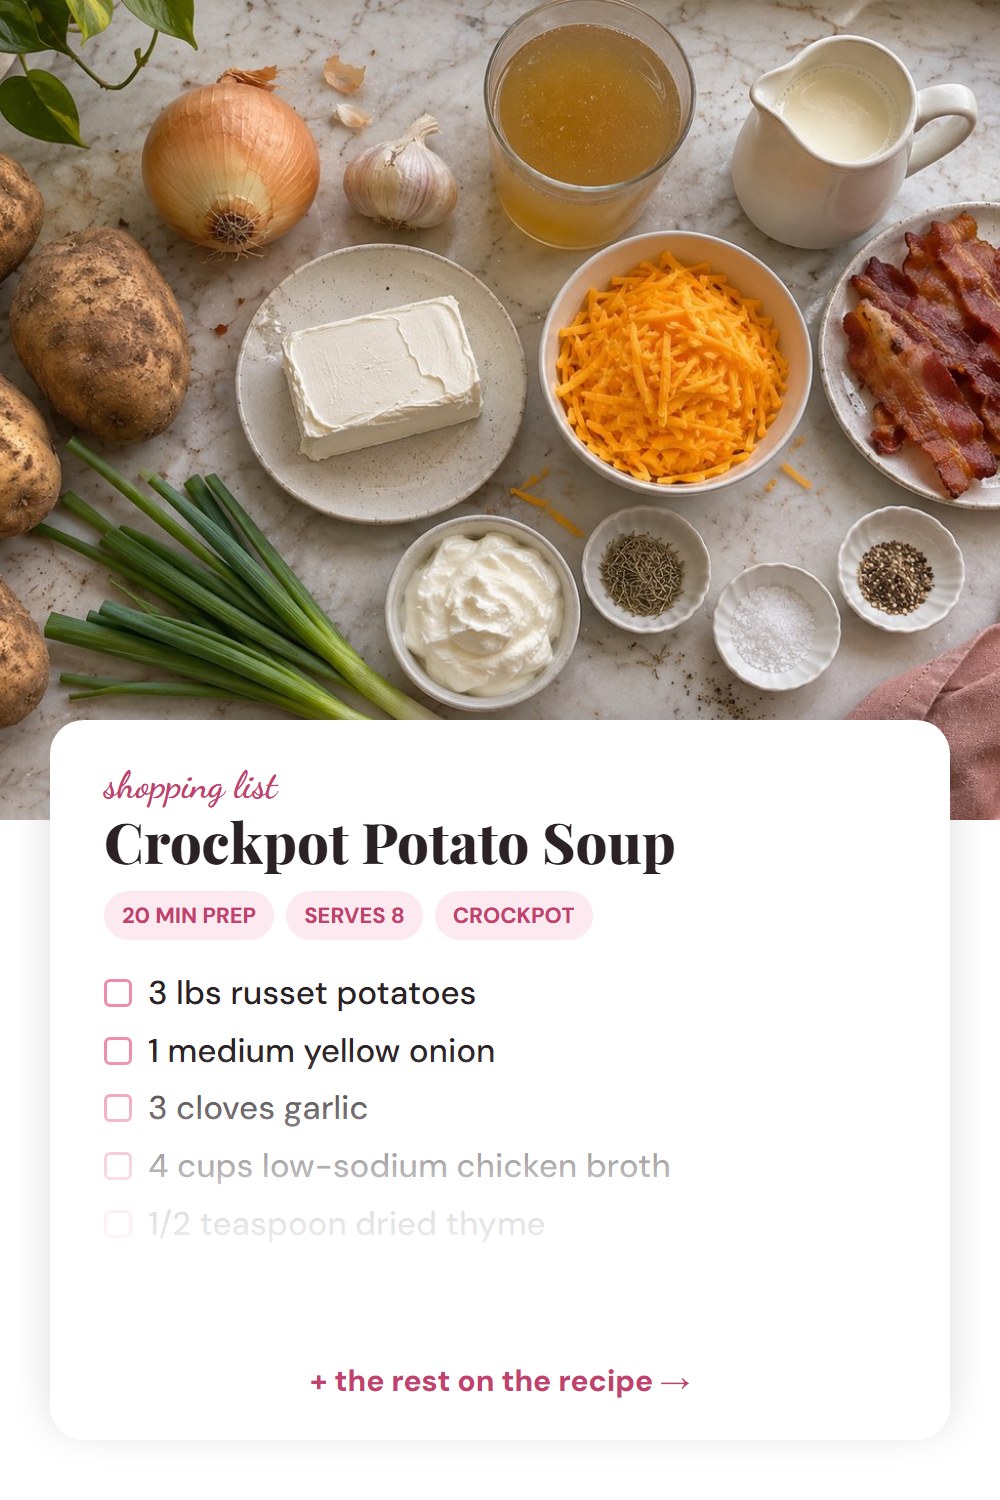 shopping list
Crockpot Potato Soup
20 MIN PREP SERVES 8 CROCKPOT
3 lbs russet potatoes
1 medium yellow onion
3 cloves garlic
4 cups low-sodium chicken broth
1/2 teaspoon dried thyme
+ the rest on the recipe →